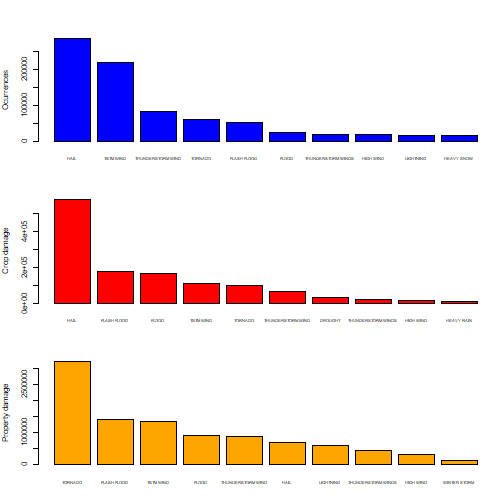 Ocurrences
200000
100000
0
HAIL TSTM WIND THUNDERSTORM WIND TORNADO FLASH FLOOD FLOOD THUNDERSTORM WINDS HIGH WIND LIGHTNING HEAVY SNOW
Crop damage
4e+05
2e+05
0e+00
HAIL FLASH FLOOD FLOOD TSTM WIND TORNADO THUNDERSTORM WIND DROUGHT THUNDERSTORM WINDS HIGH WIND HEAVY RAIN
Property damage
2500000
1000000
0
TORNADO FLASH FLOOD TSTM WIND FLOOD THUNDERSTORM WIND HAIL LIGHTNING THUNDERSTORM WINDS HIGH WIND WINTER STORM